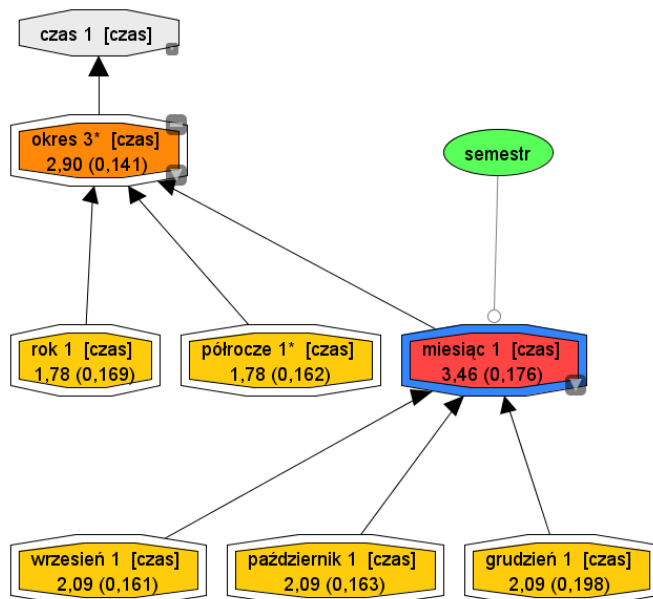 czas 1 [czas]
okres 3* [czas]
2,90 (0,141)
semestr
rok 1 [czas]
1,78 (0,169)
półrocze 1* [czas]
1,78 (0,162)
miesiąc 1 [czas]
3,46 (0,176)
wrzesień 1 [czas]
2,09 (0,161)
październik 1 [czas]
2,09 (0,163)
grudzień 1 [czas]
2,09 (0,198)